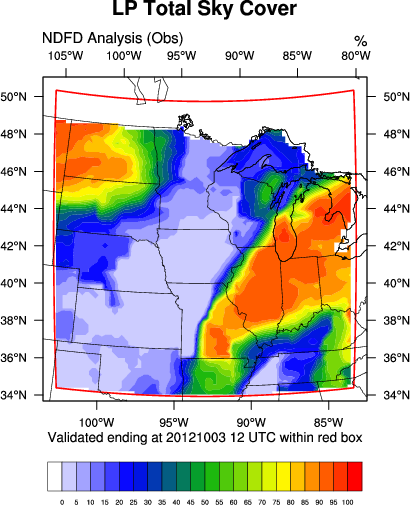 LP Total Sky Cover
NDFD Analysis (Obs) %
105°W 100°W 95°W 90°W 85°W 80°W
50°N 50°N
48°N 48°N
46°N 46°N
44°N 44°N
42°N 42°N
40°N 40°N
38°N 38°N
36°N 36°N
34°N 34°N
100°W 95°W 90°W 85°W
Validated ending at 20121003 12 UTC within red box
0 5 10 15 20 25 30 35 40 45 50 55 60 65 70 75 80 85 90 95 100